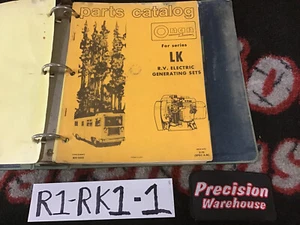 parts catalog
Onan
For series
LK
R.V. ELECTRIC
GENERATING SETS
R1-RK1-1
Precision
Warehouse